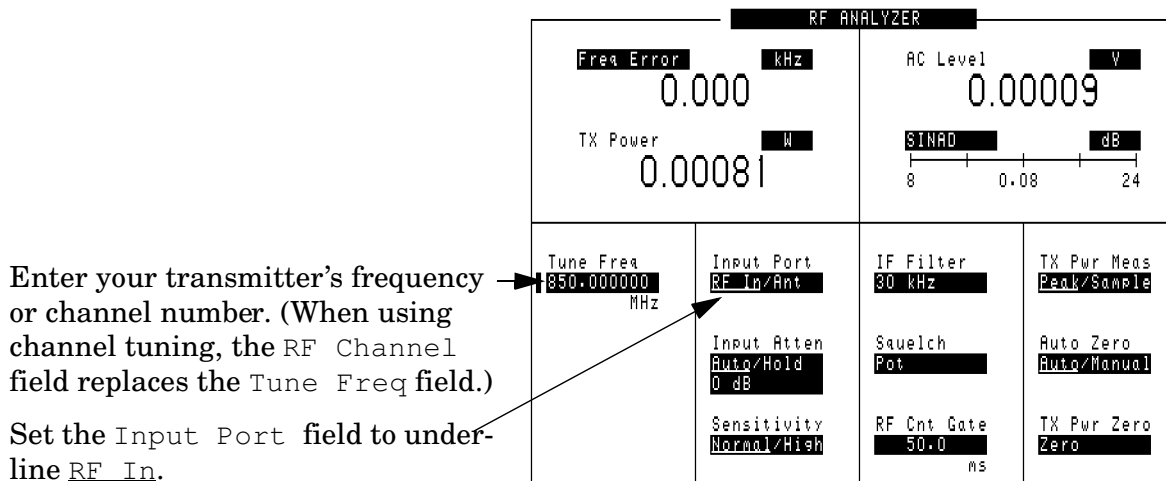 RF ANALYZER
Freq Error kHz
0.000
TX Power W
0.00081
AC Level V
0.00009
SINAD dB
8 0.08 24
Enter your transmitter's frequency
or channel number. (When using
channel tuning, the RF Channel
field replaces the Tune Freq field.)
Set the Input Port field to under-
line RF In.
Tune Freq
850.000000
MHz
Input Port
RF In/Ant
Input Atten
Auto/Hold
0 dB
Sensitivity
Normal/High
IF Filter
30 kHz
Squelch
Pot
RF Cnt Gate
50.0
ms
TX Pwr Meas
Peak/Sample
Auto Zero
Auto/Manual
TX Pwr Zero
Zero